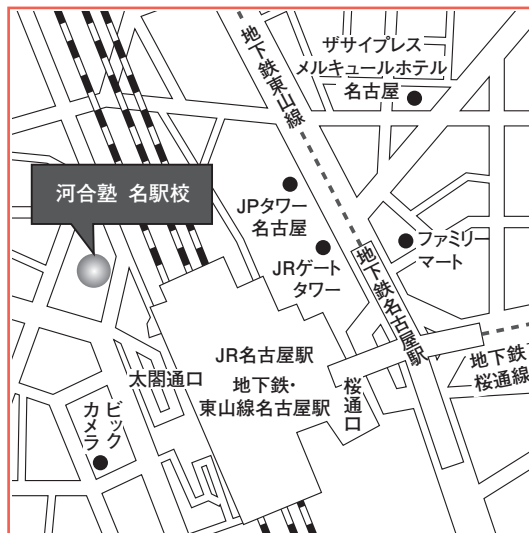 地下鉄東山線
ザサイプレス
メルキュールホテル
名古屋
河合塾 名駅校
JPタワー
名古屋
JRゲート
タワー
ファミリー
マート
地下鉄名古屋駅
地下鉄
桜通線
JR名古屋駅
地下鉄・
東山線名古屋駅
太閤通口
桜通口
ビック
カメラ